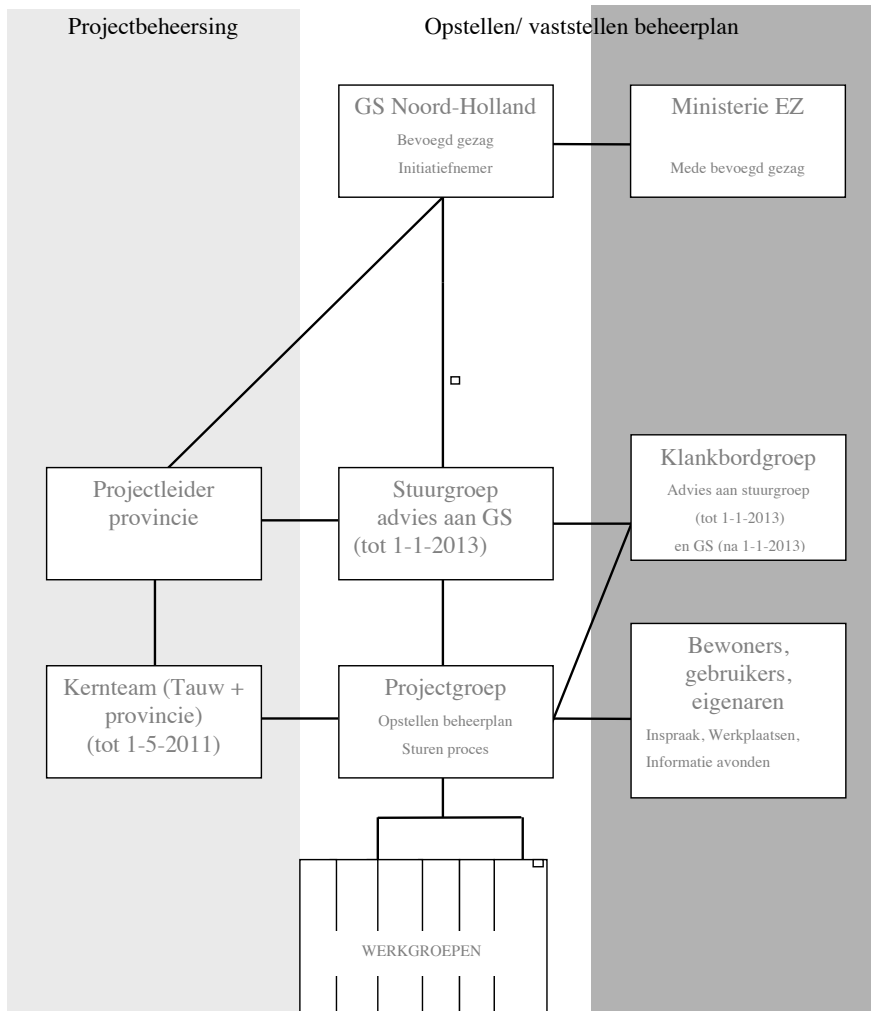 Projectbeheersing
Opstellen/ vaststellen beheerplan
GS Noord-Holland
Bevoegd gezag
Initiatiefnemer
Ministerie EZ
Mede bevoegd gezag
Projectleider
provincie
Stuurgroep
advies aan GS
(tot 1-1-2013)
Klankbordgroep
Advies aan stuurgroep
(tot 1-1-2013)
en GS (na 1-1-2013)
Kernteam (Tauw +
provincie)
(tot 1-5-2011)
Projectgroep
Opstellen beheerplan
Sturen proces
Bewoners,
gebruikers,
eigenaren
Inspraak, Werkplaatsen,
Informatie avonden
WERKGROEPEN